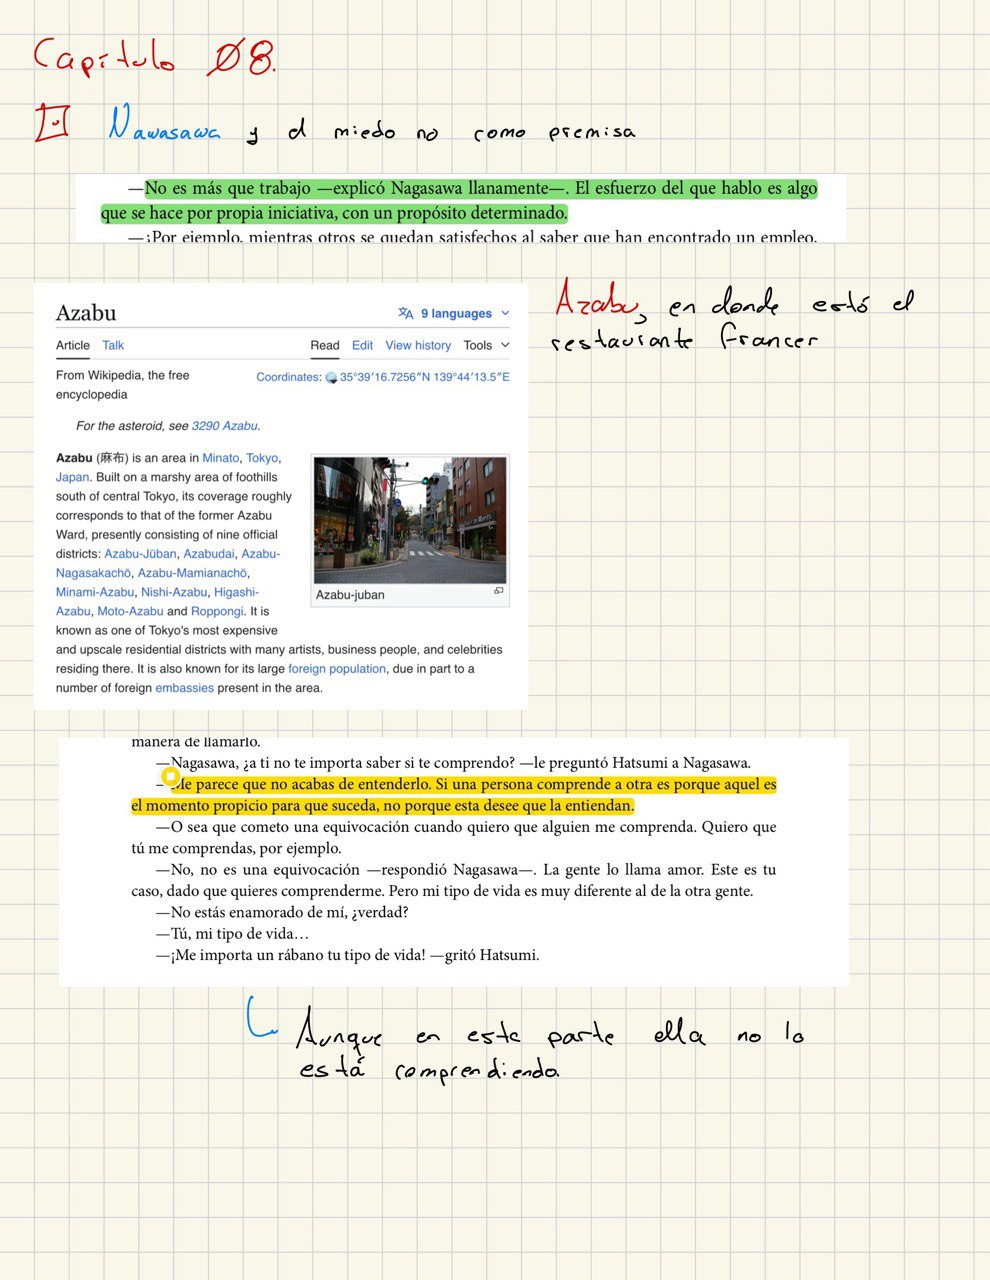 Capítulo 08.
Nawasawa y el miedo no como premisa
—No es más que trabajo —explicó Nagasawa llanamente—. El esfuerzo del que hablo es algo
que se hace por propia iniciativa, con un propósito determinado.
—¿Por ejemplo, mientras otros se quedan satisfechos al saber que han encontrado un empleo,
Azabu, en donde está el
restaurante francer
Azabu
9 languages
Article Talk Read Edit View history Tools
From Wikipedia, the free
encyclopedia
Coordinates: 35°39′16.7256″N 139°44′13.5″E
For the asteroid, see 3290 Azabu.
Azabu (麻布) is an area in Minato, Tokyo,
Japan. Built on a marshy area of foothills
south of central Tokyo, its coverage roughly
corresponds to that of the former Azabu
Ward, presently consisting of nine official
districts: Azabu-Jūban, Azabudai, Azabu-
Nagasakachō, Azabu-Mamianachō,
Minami-Azabu, Nishi-Azabu, Higashi-
Azabu, Moto-Azabu and Roppongi. It is
known as one of Tokyo's most expensive
and upscale residential districts with many artists, business people, and celebrities
residing there. It is also known for its large foreign population, due in part to a
number of foreign embassies present in the area.
Azabu-juban
manera de llamarlo.
—Nagasawa, ¿a ti no te importa saber si te comprendo? —le preguntó Hatsumi a Nagasawa.
—Me parece que no acabas de entenderlo. Si una persona comprende a otra es porque aquel es
el momento propicio para que suceda, no porque esta desee que la entiendan.
—O sea que cometo una equivocación cuando quiero que alguien me comprenda. Quiero que
tú me comprendas, por ejemplo.
—No, no es una equivocación —respondió Nagasawa—. La gente lo llama amor. Este es tu
caso, dado que quieres comprenderme. Pero mi tipo de vida es muy diferente al de la otra gente.
—No estás enamorado de mí, ¿verdad?
—Tú, mi tipo de vida…
—¡Me importa un rábano tu tipo de vida! —gritó Hatsumi.
Aunque en esta parte ella no lo
está comprendiendo.